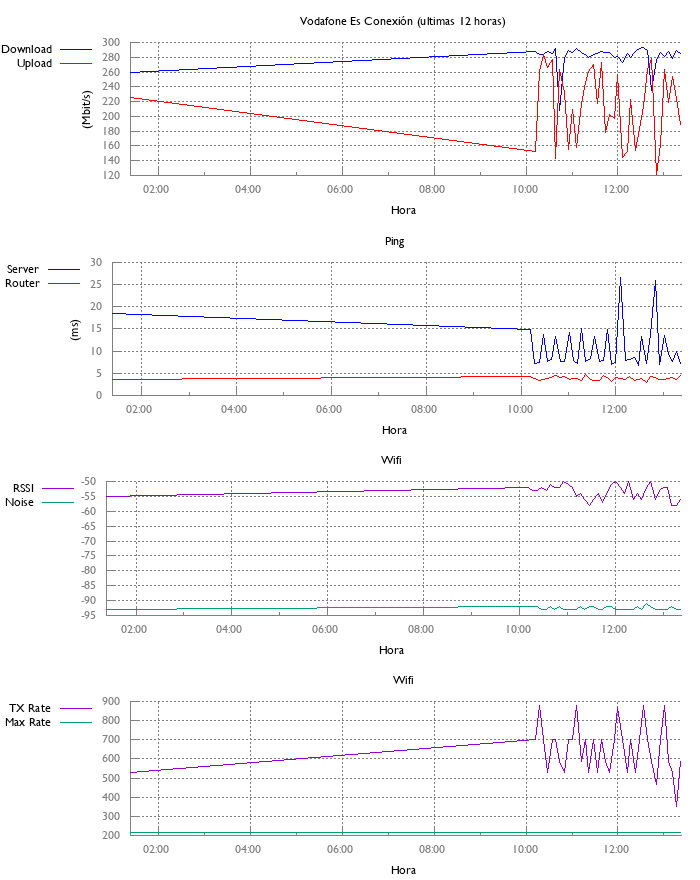 Vodafone Es Conexión (ultimas 12 horas)
Download
Upload
(Mbit/s)
300
280
260
240
220
200
180
160
140
120
02:00 04:00 06:00 08:00 10:00 12:00
Hora
Ping
Server
Router
(ms)
30
25
20
15
10
5
0
02:00 04:00 06:00 08:00 10:00 12:00
Hora
Wifi
RSSI
Noise
-50
-55
-60
-65
-70
-75
-80
-85
-90
-95
02:00 04:00 06:00 08:00 10:00 12:00
Hora
Wifi
TX Rate
Max Rate
900
800
700
600
500
400
300
200
02:00 04:00 06:00 08:00 10:00 12:00
Hora